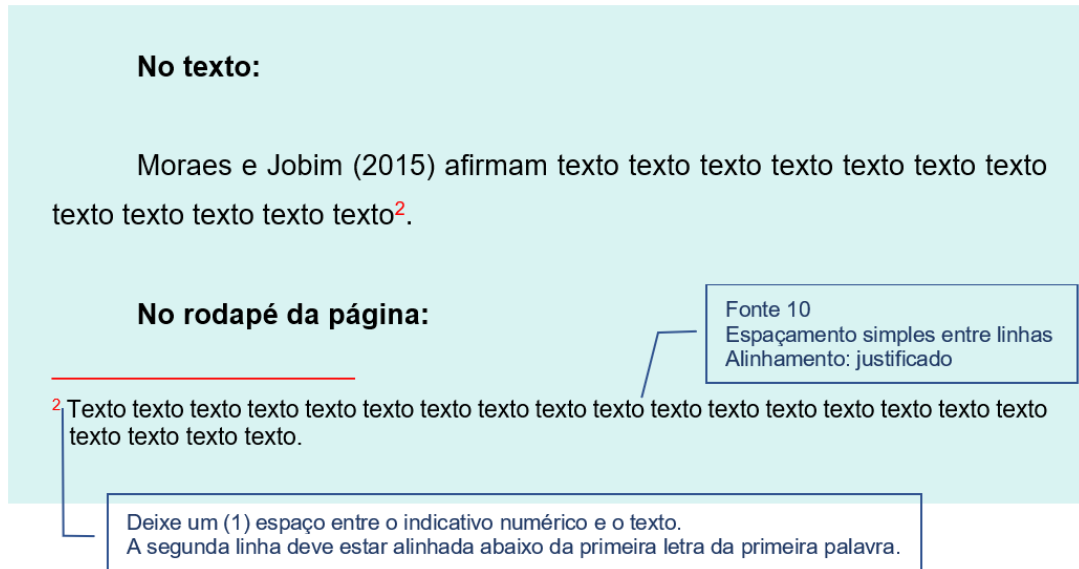 No texto:
Moraes e Jobim (2015) afirmam texto texto texto texto texto texto texto
texto texto texto texto texto2.
No rodapé da página:
Fonte 10
Espaçamento simples entre linhas
Alinhamento: justificado
2 Texto texto texto texto texto texto texto texto texto texto texto texto texto texto texto texto texto
texto texto texto texto.
Deixe um (1) espaço entre o indicativo numérico e o texto.
A segunda linha deve estar alinhada abaixo da primeira letra da primeira palavra.